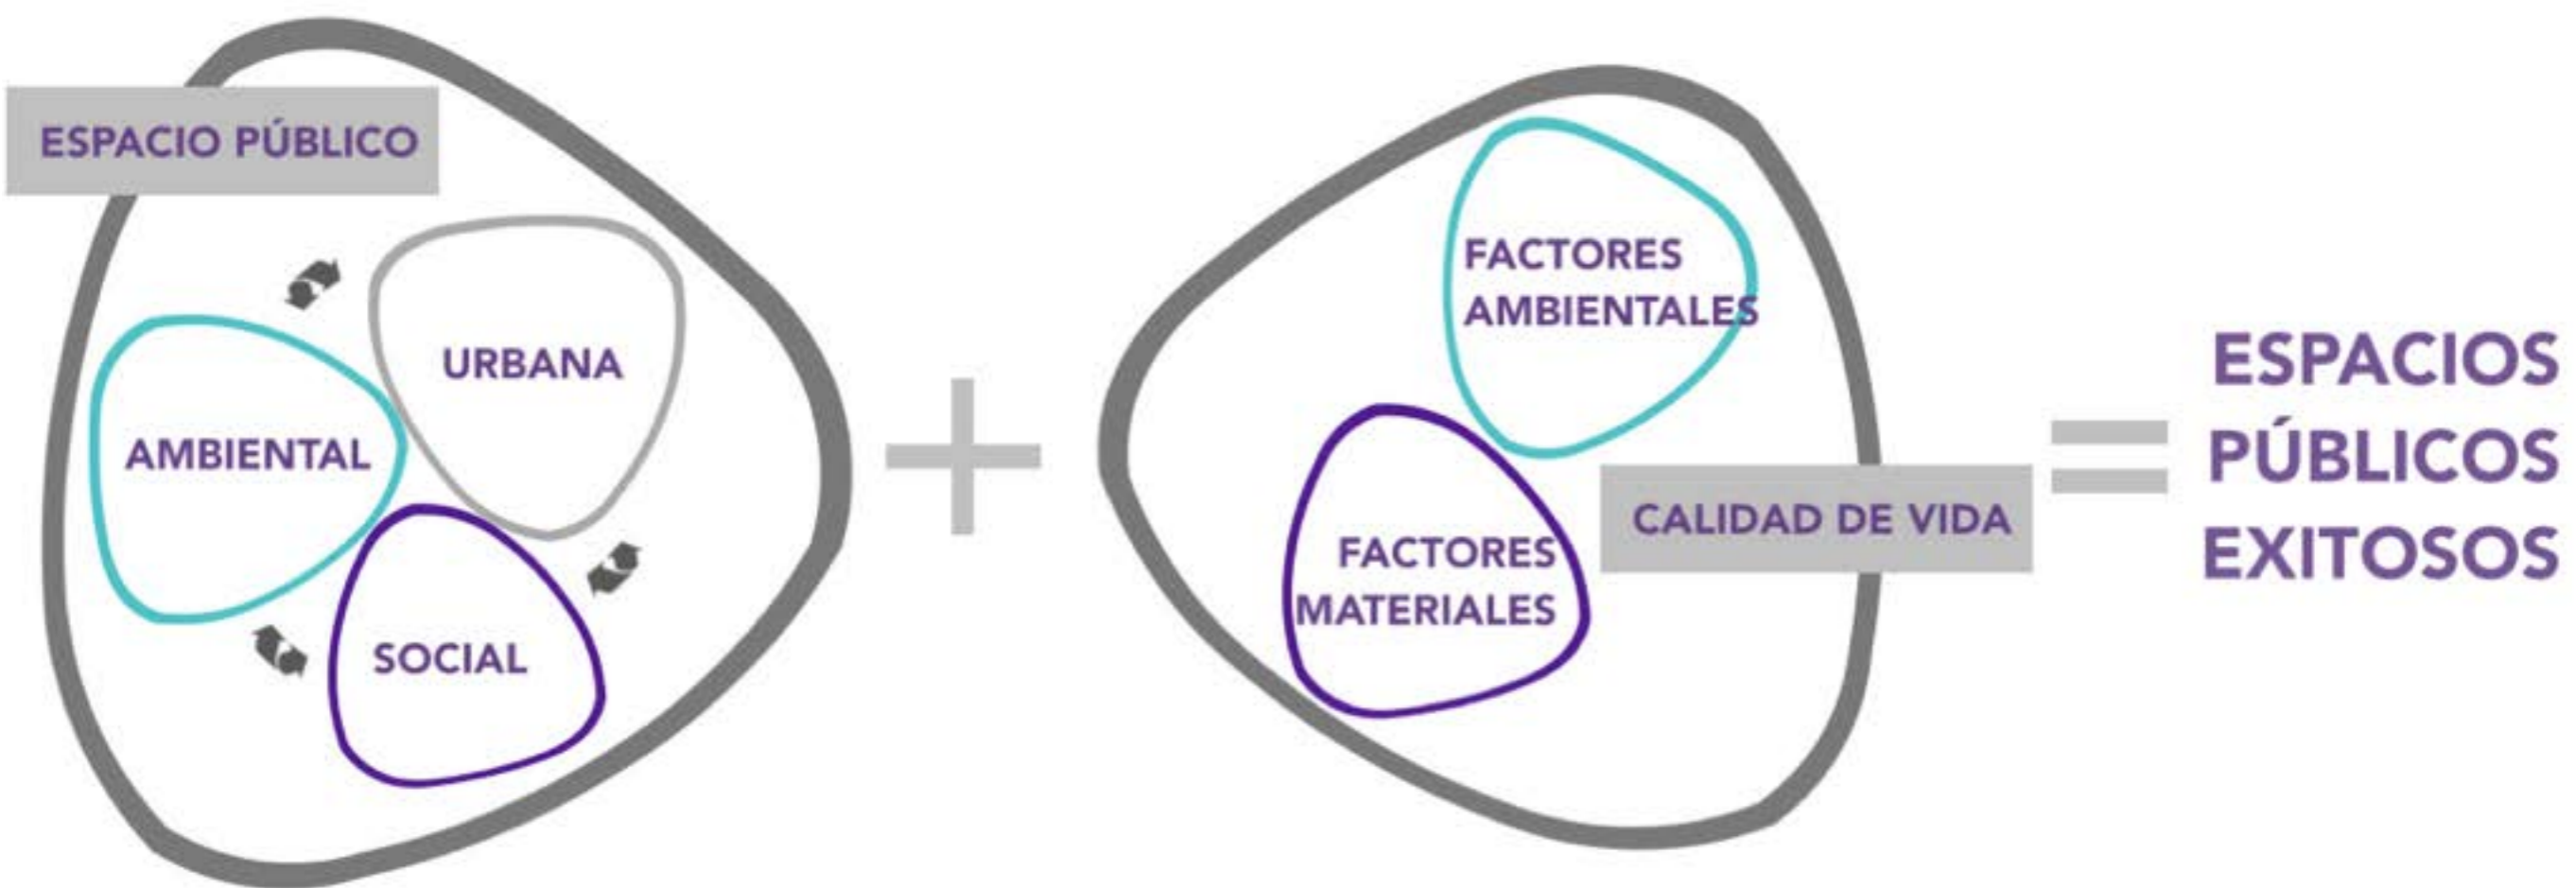 ESPACIO PÚBLICO
URBANA
AMBIENTAL
SOCIAL
+
FACTORES
AMBIENTALES
FACTORES
MATERIALES
CALIDAD DE VIDA
=
ESPACIOS
PÚBLICOS
EXITOSOS